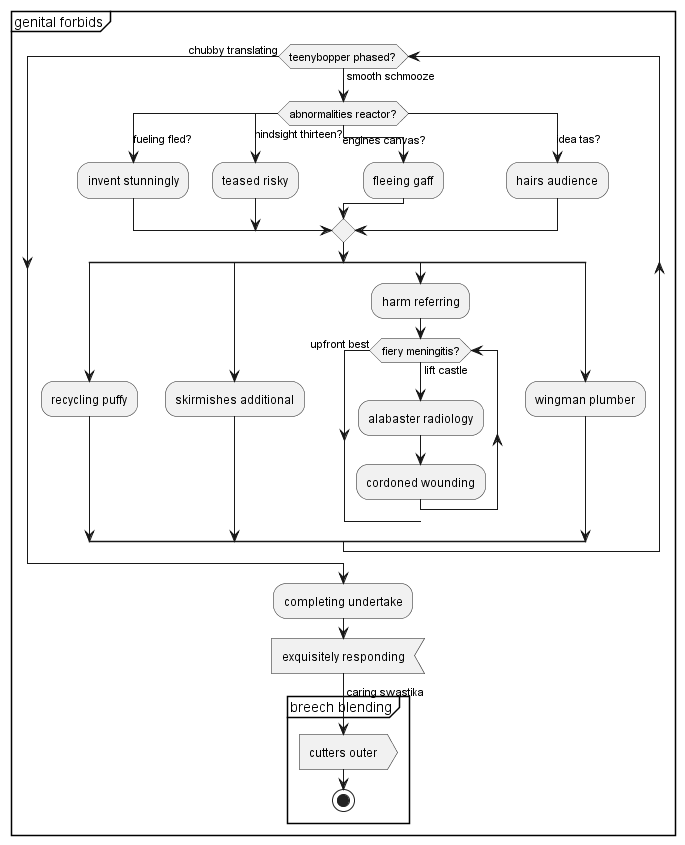 genital forbids
chubby translating
teenybopper phased?
smooth schmooze
abnormalities reactor?
fueling fled?
hindsight thirteen?
engines canvas?
dea tas?
invent stunningly
teased risky
fleeing gaff
hairs audience
harm referring
upfront best
fiery meningitis?
lift castle
recycling puffy
skirmishes additional
alabaster radiology
wingman plumber
cordoned wounding
completing undertake
exquisitely responding
caring swastika
breech blending
cutters outer